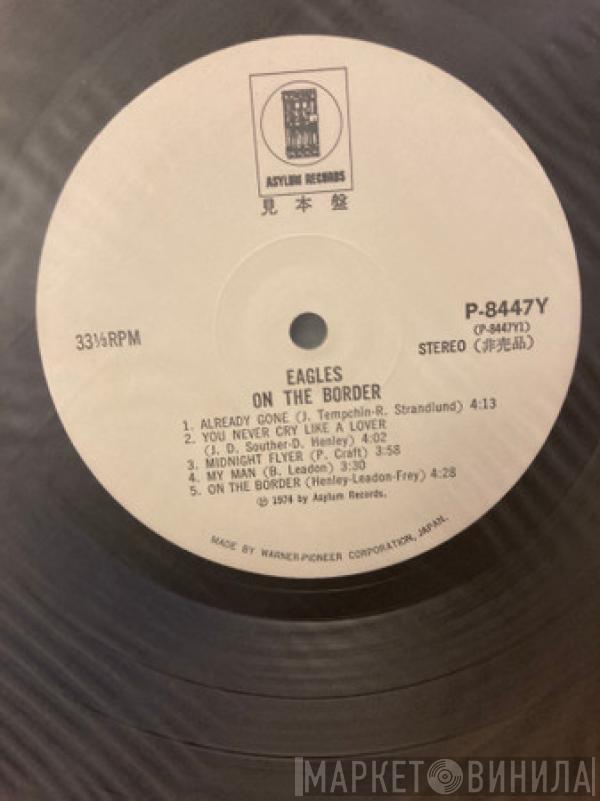 ASYLUM RECORDS
見本盤
33⅓RPM
P-8447Y
(P-8447Y1)
STEREO (非売品)
EAGLES
ON THE BORDER
1. ALREADY GONE (J. Tempchin-R. Strandlund) 4:13
2. YOU NEVER CRY LIKE A LOVER
(J. D. Souther-D. Henley) 4:02
3. MIDNIGHT FLYER (P. Craft) 3:58
4. MY MAN (B. Leadon) 3:30
5. ON THE BORDER (Henley-Leadon-Frey) 4:28
Ⓟ 1974 by Asylum Records.
MADE BY WARNER-PIONEER CORPORATION, JAPAN.
МАРКЕТ ВИНИЛА